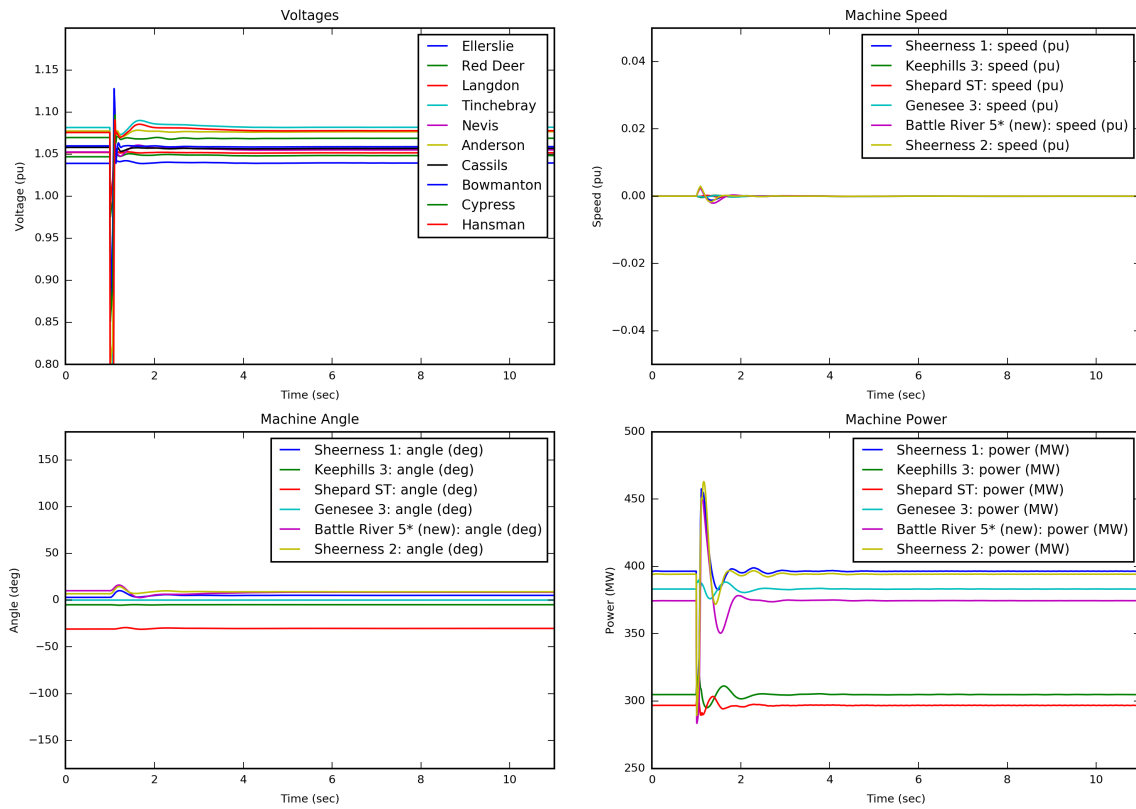 Voltages
1.15
1.10
1.05
1.00
0.95
0.90
0.85
0.80
Voltage (pu)
0
2
4
6
8
10
Time (sec)
Ellerslie
Red Deer
Langdon
Tinchebray
Nevis
Anderson
Cassils
Bowmanton
Cypress
Hansman
Machine Speed
0.04
0.02
0.00
−0.02
−0.04
Speed (pu)
0
2
4
6
8
10
Time (sec)
Sheerness 1: speed (pu)
Keephills 3: speed (pu)
Shepard ST: speed (pu)
Genesee 3: speed (pu)
Battle River 5* (new): speed (pu)
Sheerness 2: speed (pu)
Machine Angle
150
100
50
0
−50
−100
−150
Angle (deg)
0
2
4
6
8
10
Time (sec)
Sheerness 1: angle (deg)
Keephills 3: angle (deg)
Shepard ST: angle (deg)
Genesee 3: angle (deg)
Battle River 5* (new): angle (deg)
Sheerness 2: angle (deg)
Machine Power
500
450
400
350
300
250
Power (MW)
0
2
4
6
8
10
Time (sec)
Sheerness 1: power (MW)
Keephills 3: power (MW)
Shepard ST: power (MW)
Genesee 3: power (MW)
Battle River 5* (new): power (MW)
Sheerness 2: power (MW)